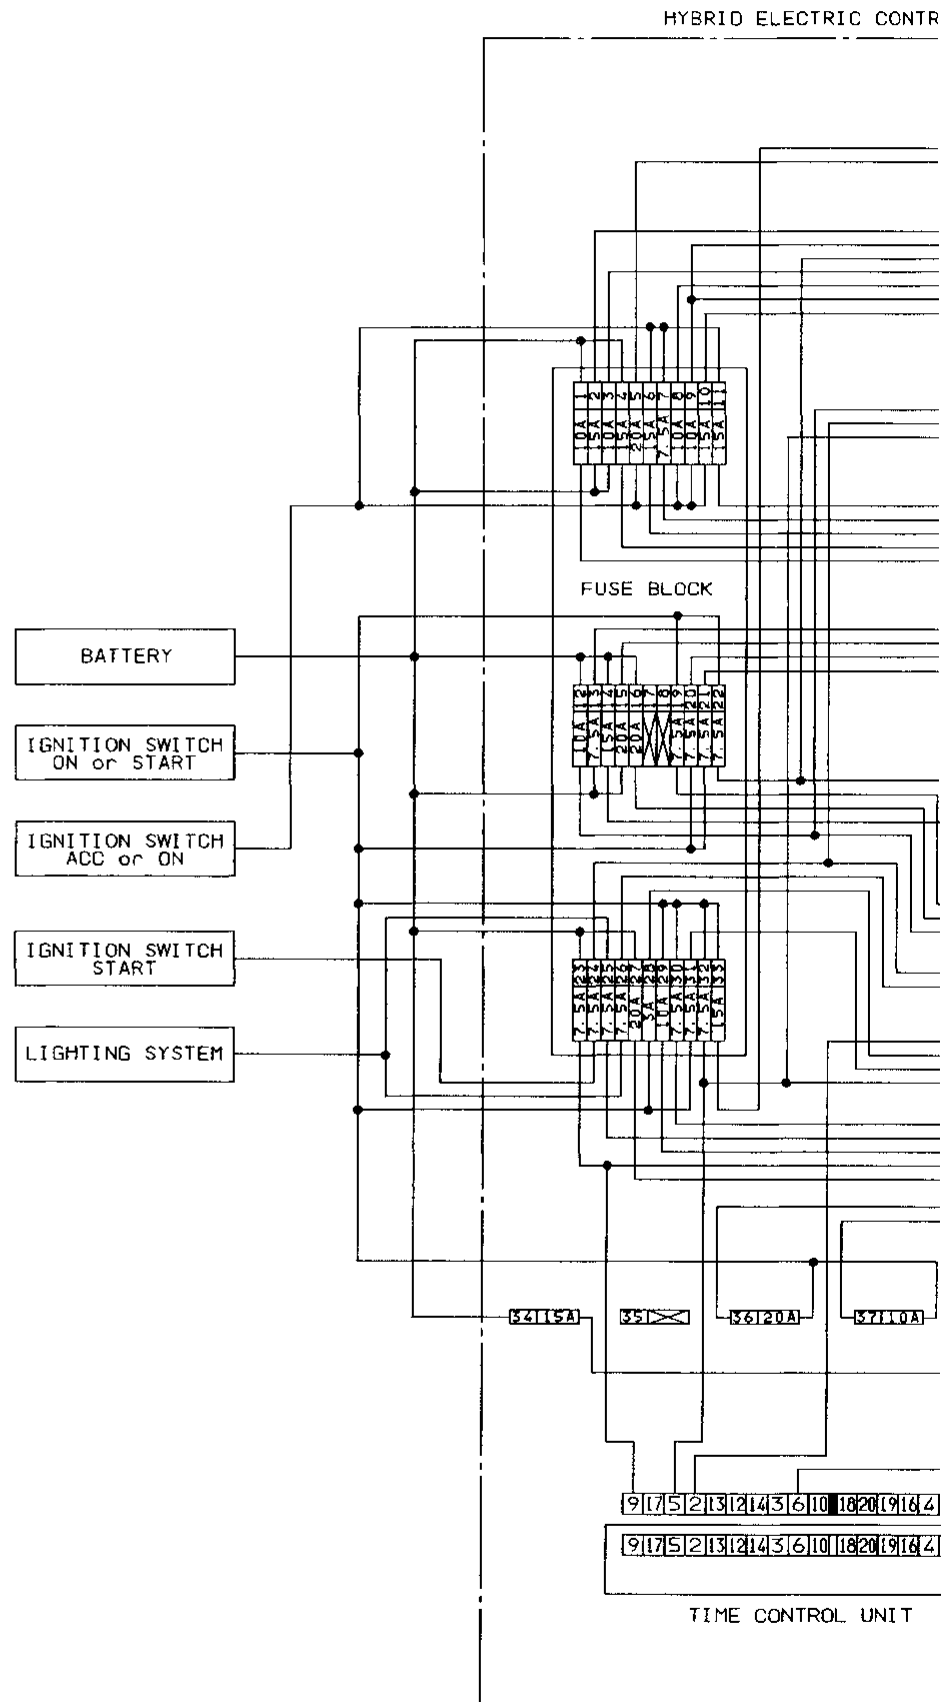 HYBRID ELECTRIC CONTR
1 2 3 4 5 6 7 8 9 10 11
10A 15A 10A 15A 20A 15A 7.5A 10A 10A 15A 15A
FUSE BLOCK
BATTERY
12 13 14 15 16 17 18 19 20 21 22
10A 7.5A 15A 20A 20A 7.5A 7.5A 7.5A 7.5A
IGNITION SWITCH
ON or START
IGNITION SWITCH
ACC or ON
IGNITION SWITCH
START
23 24 25 26 27 28 29 30 31 32 33
7.5A 7.5A 7.5A 7.5A 20A 3A 10A 7.5A 7.5A 7.5A 15A
LIGHTING SYSTEM
34 15A
35
36 20A
37 10A
9 17 5 2 13 12 14 3 6 10 18 20 19 16 4
9 17 5 2 13 12 14 3 6 10 18 20 19 16 4
TIME CONTROL UNIT